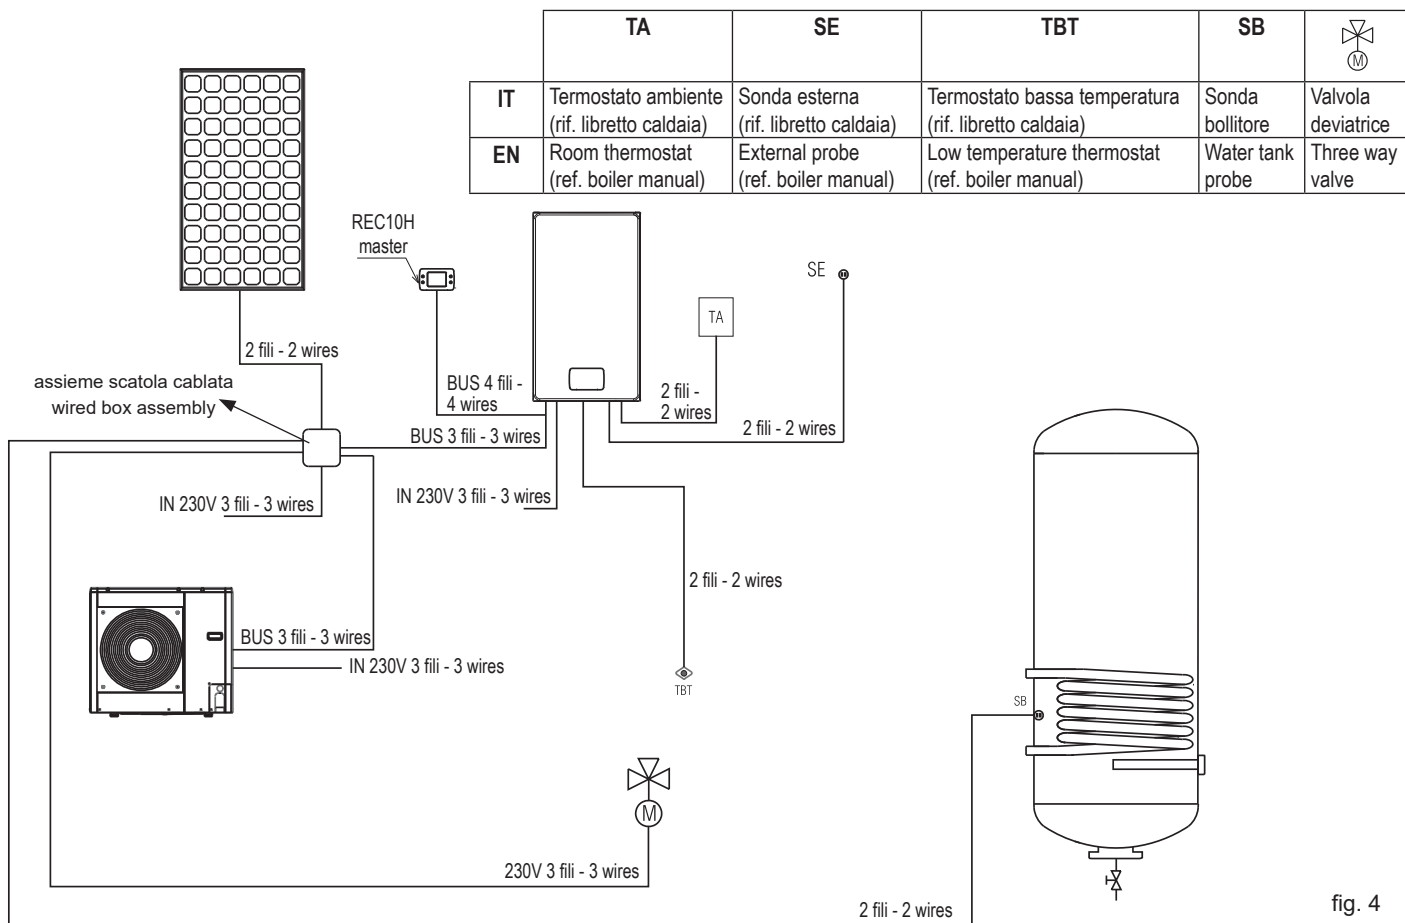 TA SE TBT SB
M
IT Termostato ambiente Sonda esterna Termostato bassa temperatura Sonda Valvola
(rif. libretto caldaia) (rif. libretto caldaia) (rif. libretto caldaia) bollitore deviatrice
EN Room thermostat External probe Low temperature thermostat Water tank Three way
(ref. boiler manual) (ref. boiler manual) (ref. boiler manual) probe valve
REC10H
master
SE
TA
2 fili - 2 wires
assieme scatola cablata
wired box assembly
BUS 4 fili -
4 wires
2 fili -
2 wires
BUS 3 fili - 3 wires
2 fili - 2 wires
IN 230V 3 fili - 3 wires
IN 230V 3 fili - 3 wires
2 fili - 2 wires
BUS 3 fili - 3 wires
IN 230V 3 fili - 3 wires
TBT
SB
M
230V 3 fili - 3 wires
2 fili - 2 wires
fig. 4